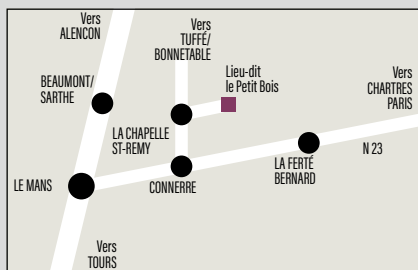 Vers
ALENÇON
Vers
TUFFÉ/
BONNETABLE
Lieu-dit
le Petit Bois
Vers
CHARTRES
PARIS
BEAUMONT/
SARTHE
LA CHAPELLE
ST-REMY
LE MANS
CONNERRE
LA FERTÉ
BERNARD
N 23
Vers
TOURS